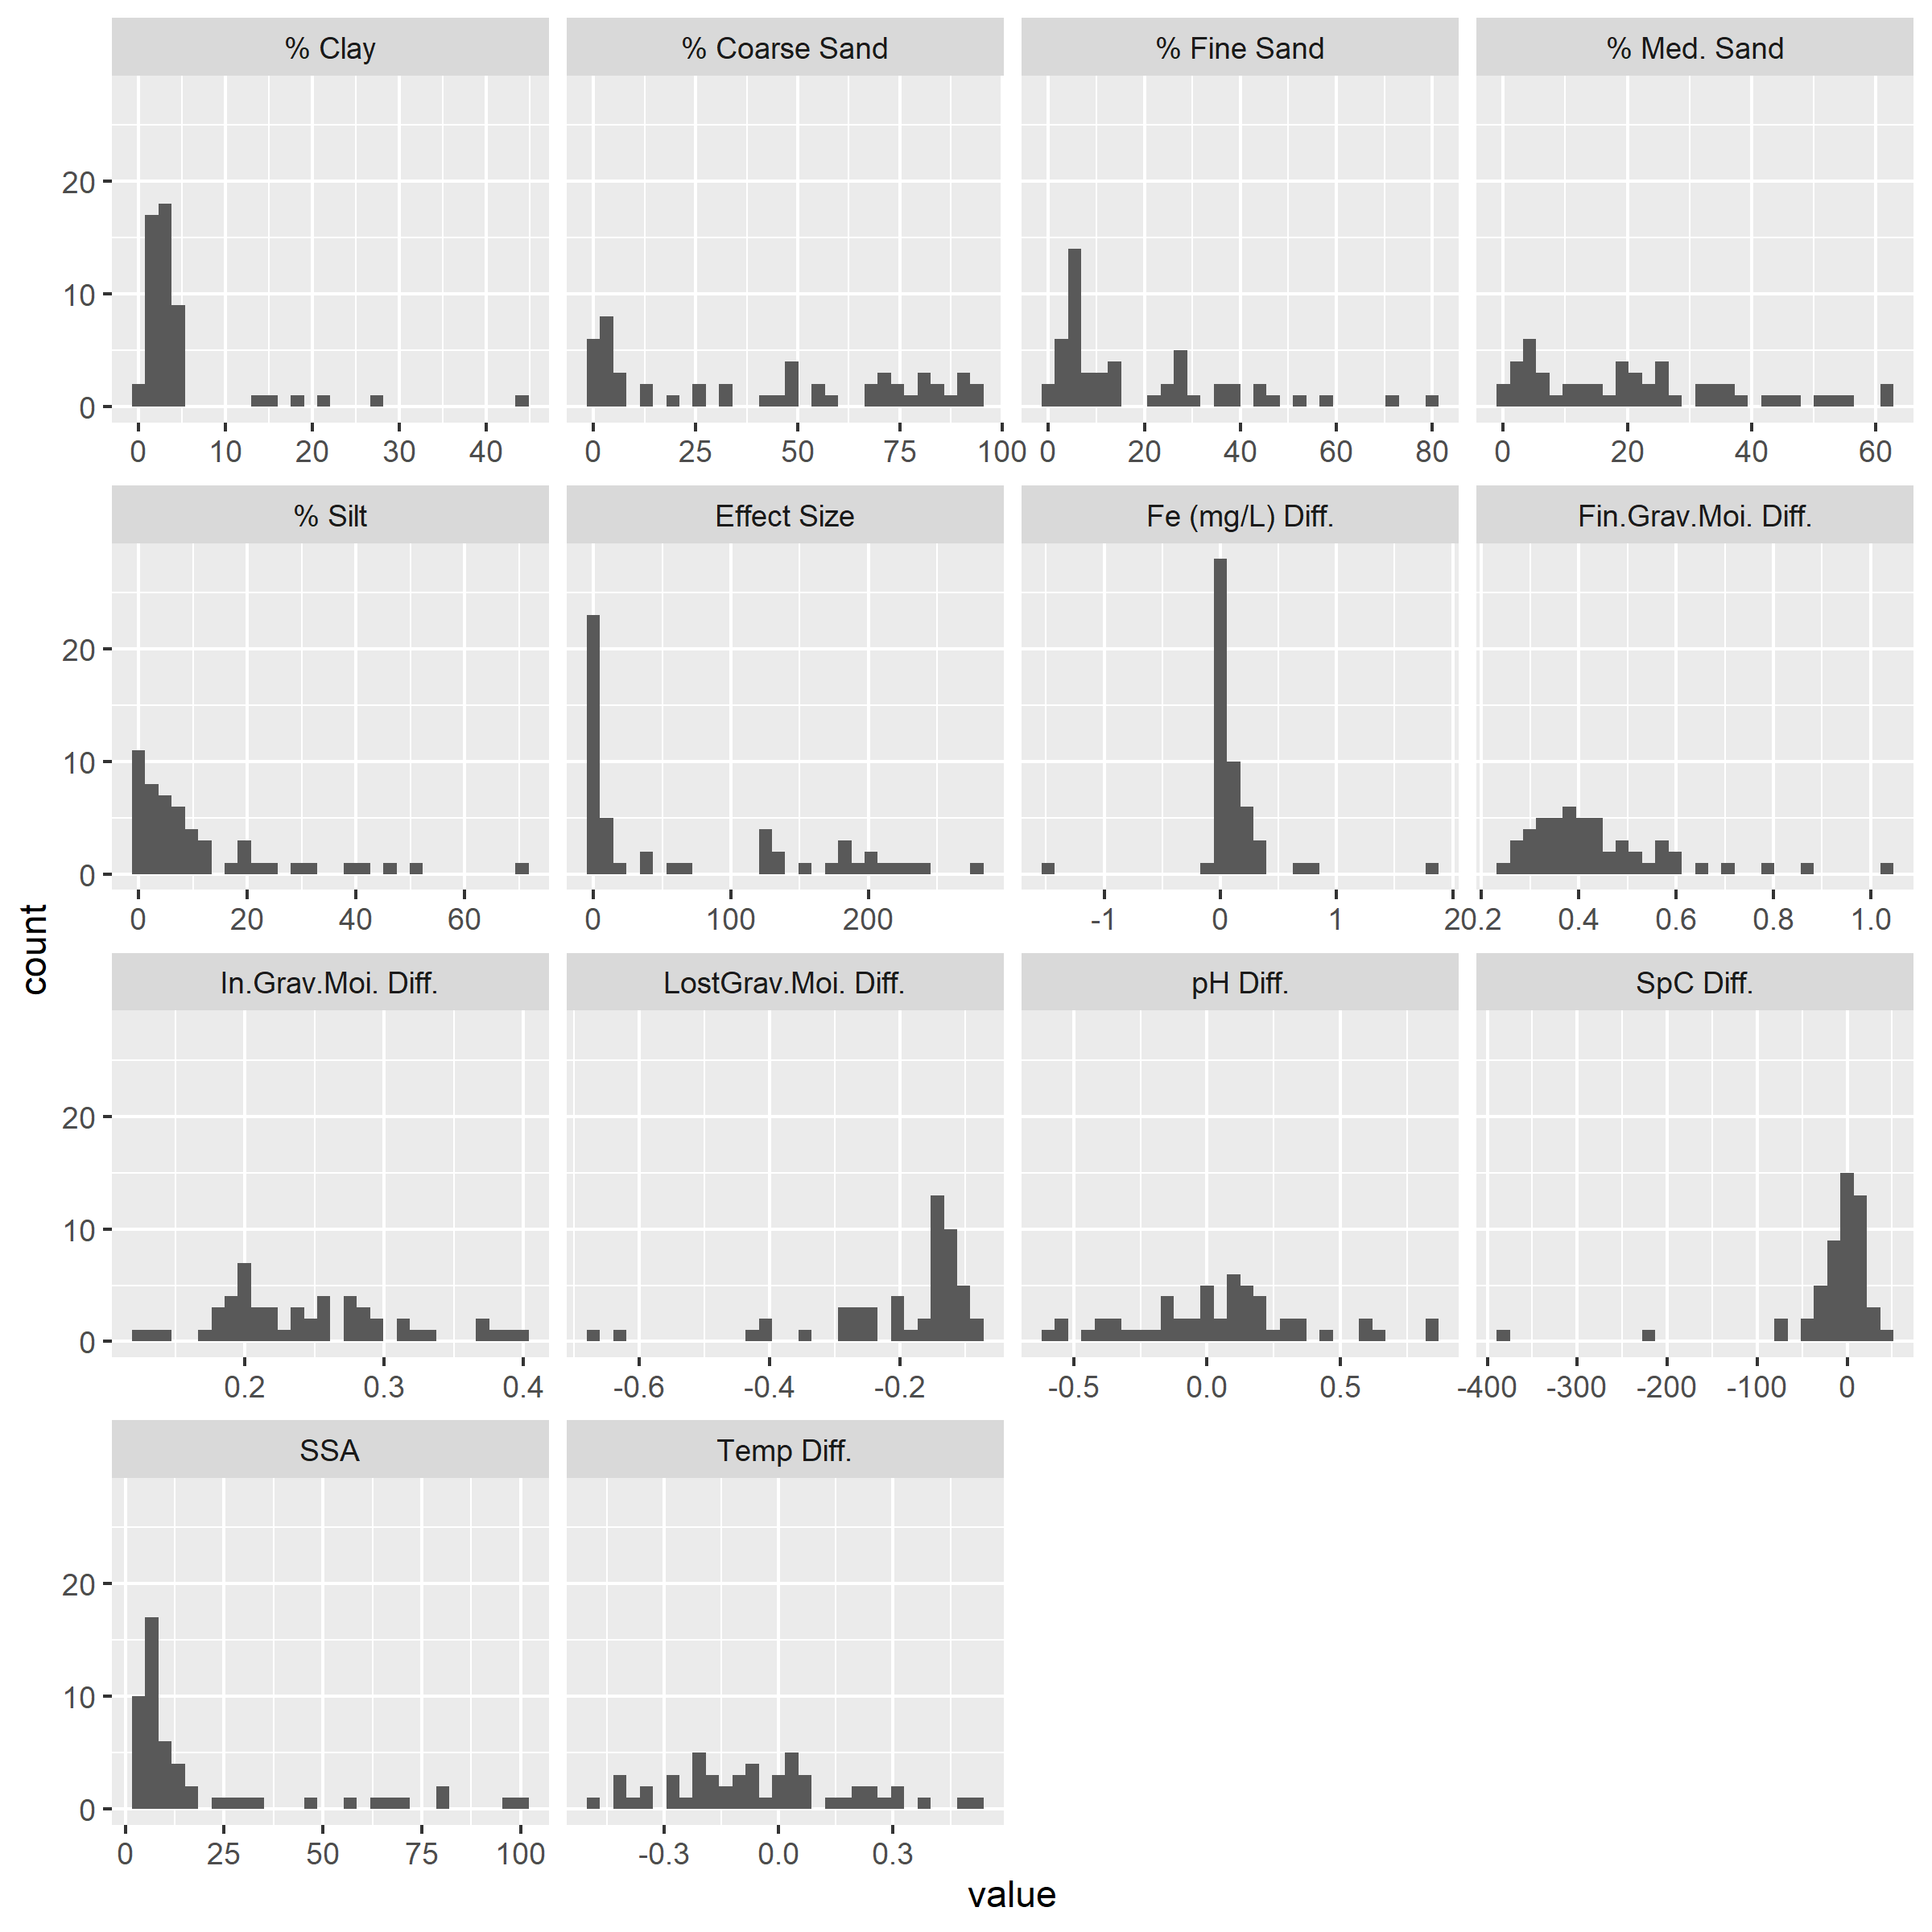 % Clay % Coarse Sand % Fine Sand % Med. Sand
20
10
0
0 10 20 30 40 0 25 50 75 100 0 20 40 60 80 0 20 40 60
% Silt Effect Size Fe (mg/L) Diff. Fin.Grav.Moi. Diff.
20
10
0
0 20 40 60 0 100 200 -1 0 1 2 0.2 0.4 0.6 0.8 1.0
count
In.Grav.Moi. Diff. LostGrav.Moi. Diff. pH Diff. SpC Diff.
20
10
0
0.2 0.3 0.4 -0.6 -0.4 -0.2 -0.5 0.0 0.5 -400 -300 -200 -100 0
SSA Temp Diff.
20
10
0
0 25 50 75 100 -0.3 0.0 0.3
value